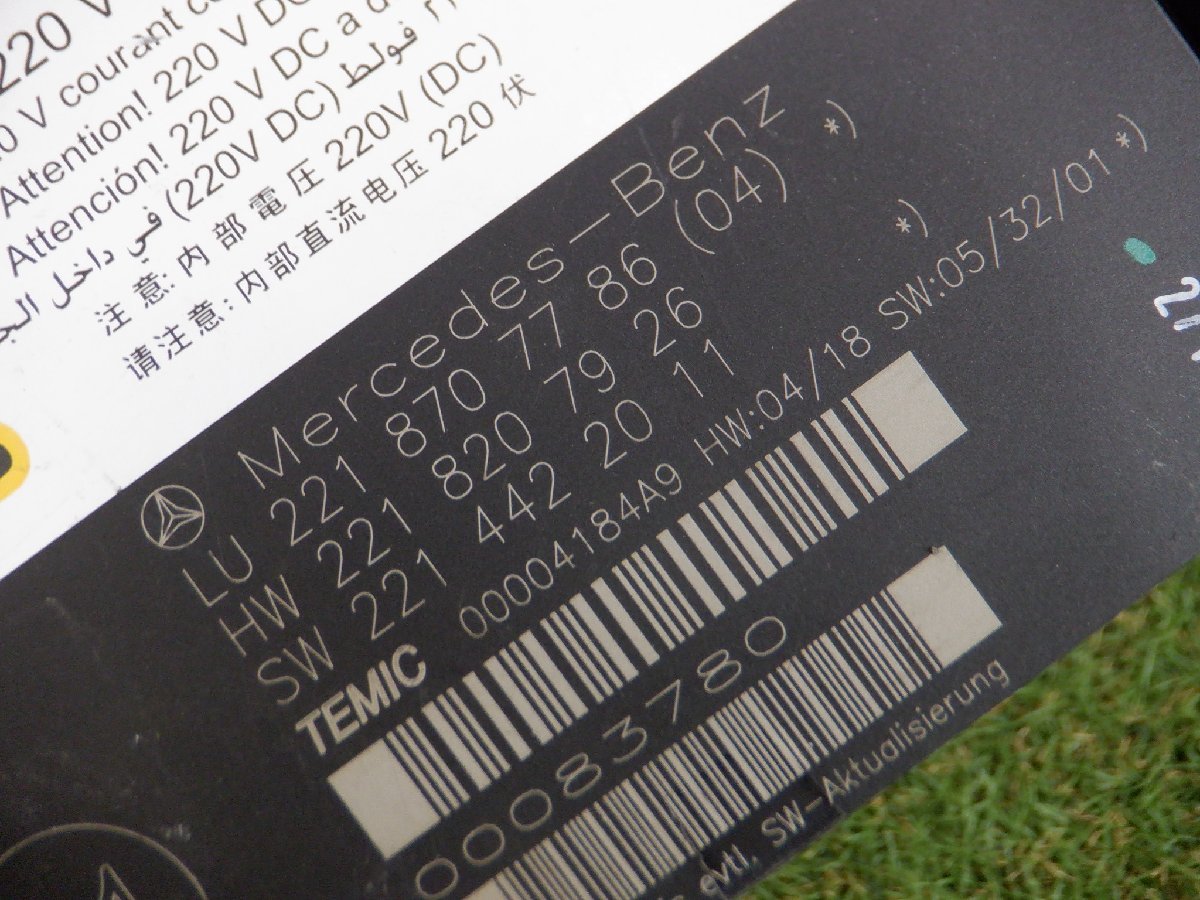 220 V
0 V courant
Attention! 220 V DC
Atención! 220 V DC a
(220V DC) فولط
في داخل
注意: 内部電圧 220V (DC)
请注意: 内部直流电压 220 伏
Mercedes-Benz
LU 221 870 77 86 (04) *)
HW 221 820 79 26 *)
SW 221 442 20 11
TEMIC 00004184A9 HW:04/18 SW:05/32/01 *)
00083780
evtl. SW-Aktualisierung